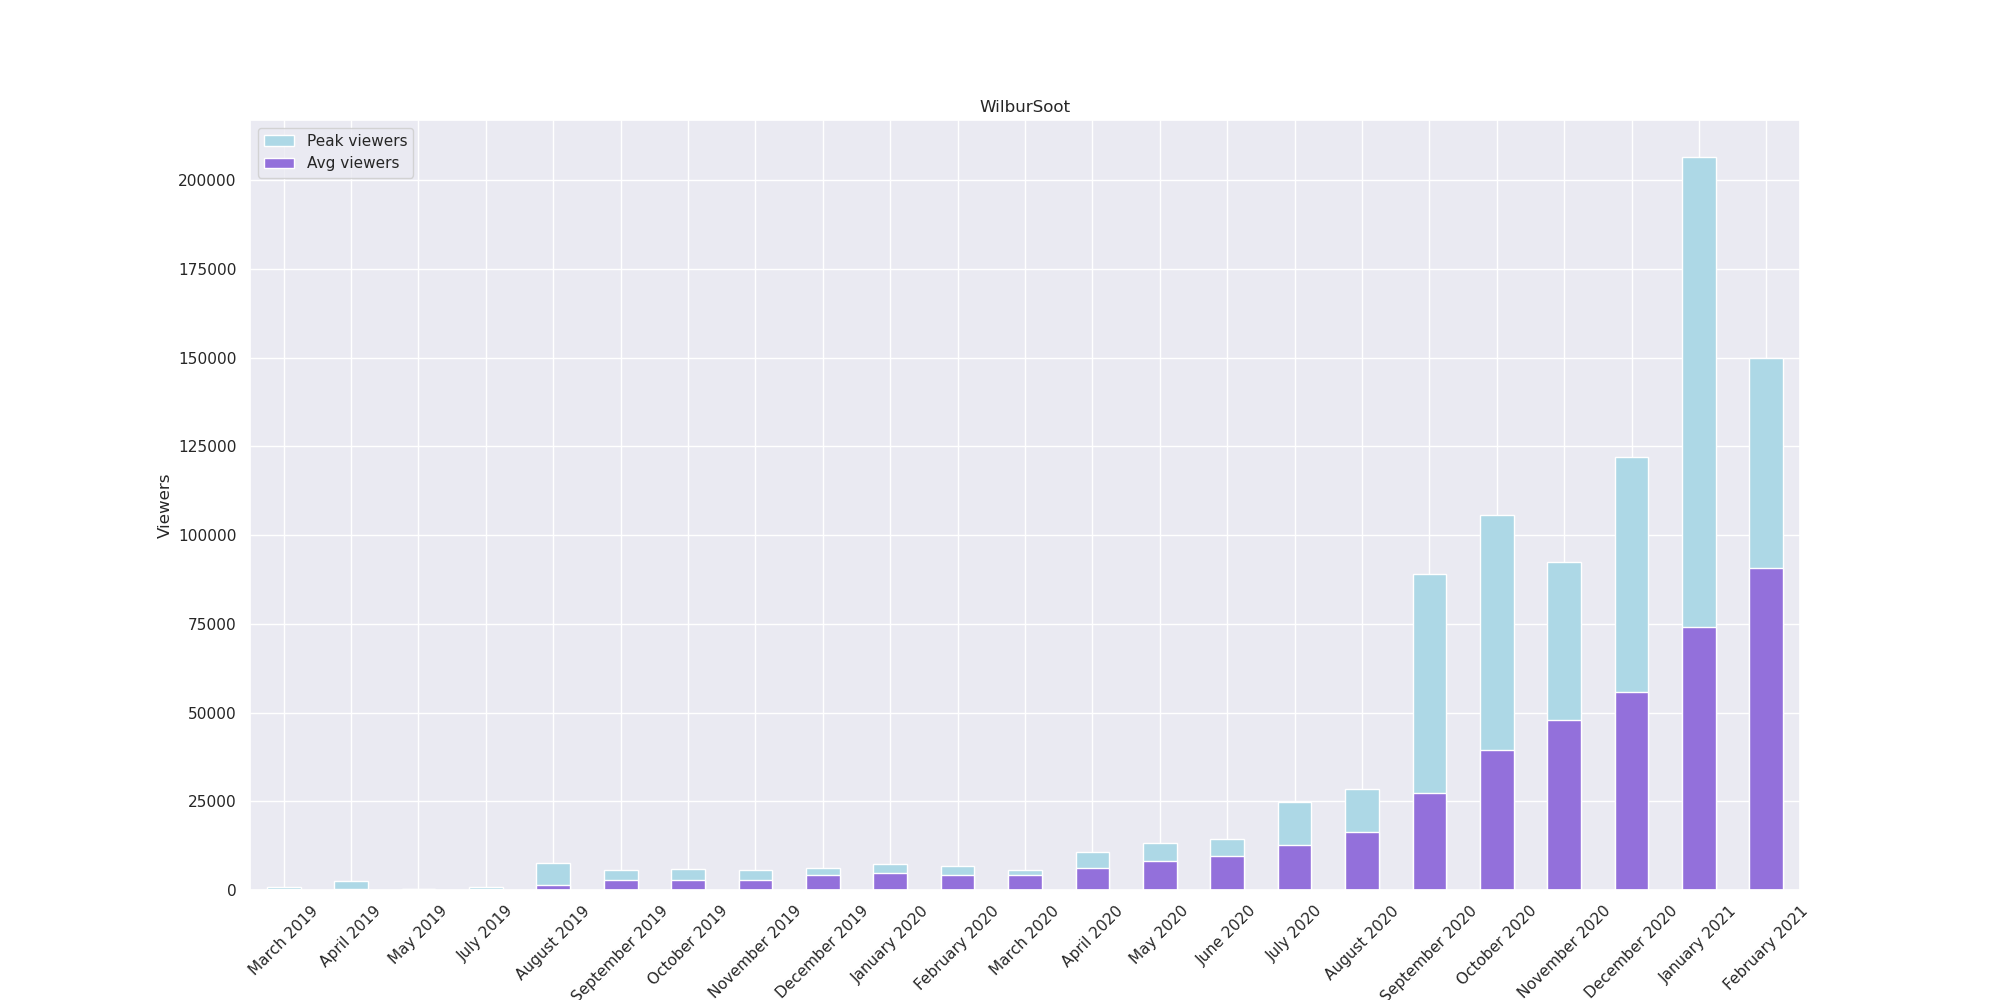 WilburSoot
Peak viewers
Avg viewers
200000
175000
150000
125000
100000
75000
50000
25000
0
Viewers
March 2019
April 2019
May 2019
July 2019
August 2019
September 2019
October 2019
November 2019
December 2019
January 2020
February 2020
March 2020
April 2020
May 2020
June 2020
July 2020
August 2020
September 2020
October 2020
November 2020
December 2020
January 2021
February 2021